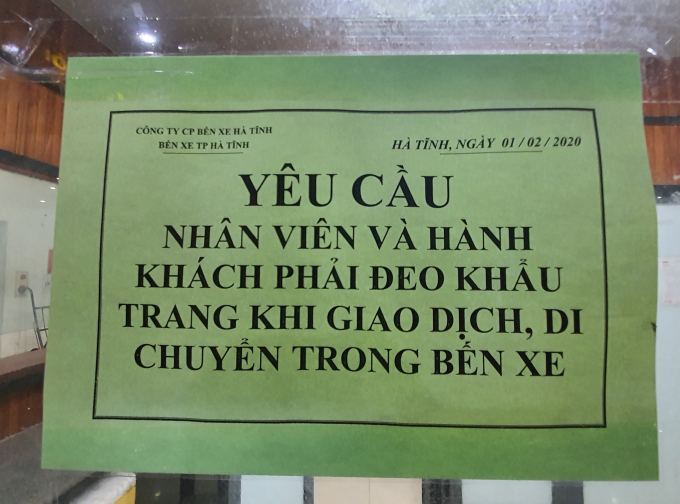 CÔNG TY CP BẾN XE HÀ TĨNH
BẾN XE TP HÀ TĨNH
HÀ TĨNH, NGÀY 01 / 02 / 2020
YÊU CẦU
NHÂN VIÊN VÀ HÀNH
KHÁCH PHẢI ĐEO KHẨU
TRANG KHI GIAO DỊCH, DI
CHUYỂN TRONG BẾN XE